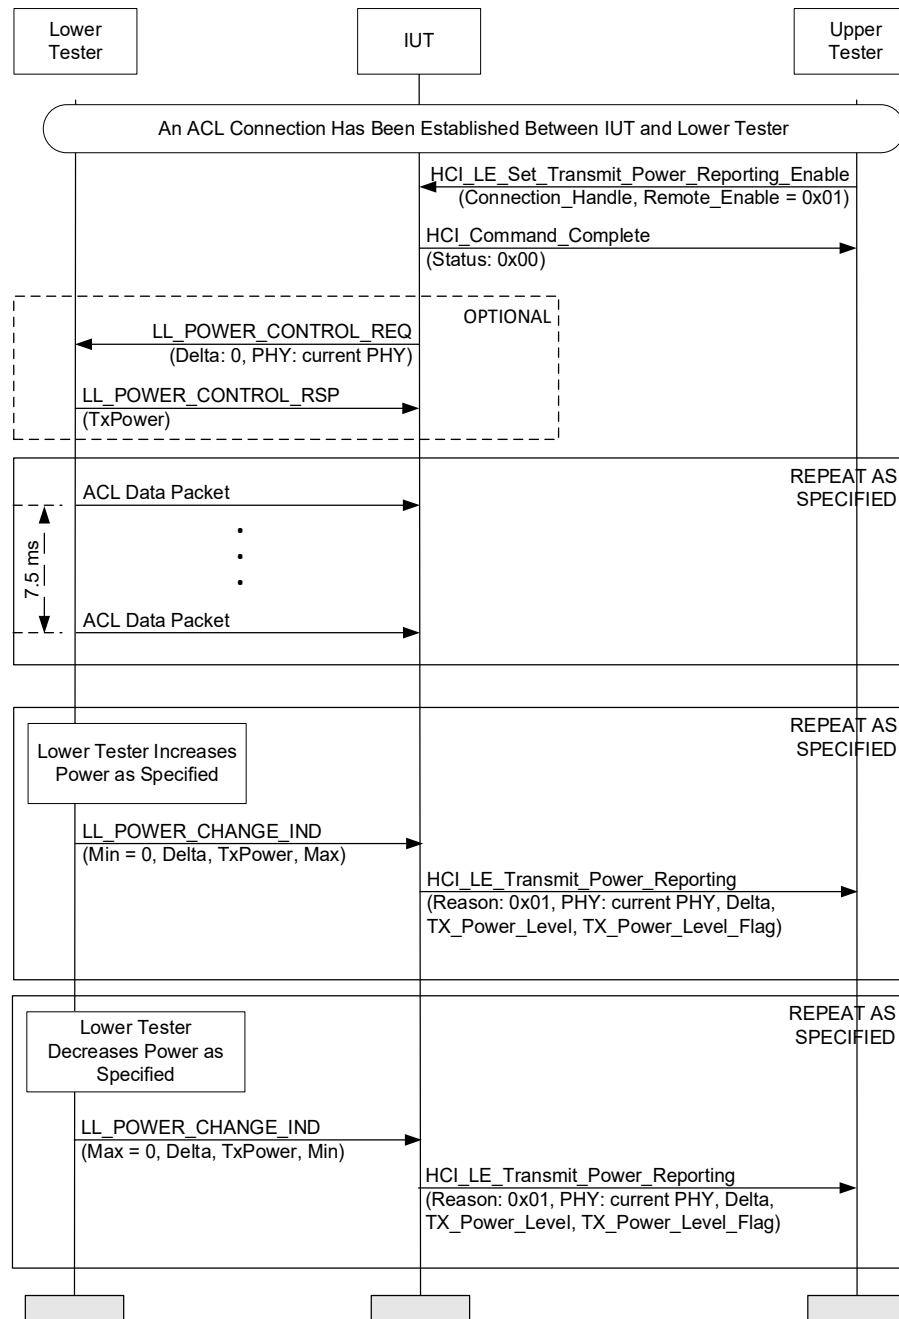 Lower
Tester
IUT
Upper
Tester
An ACL Connection Has Been Established Between IUT and Lower Tester
HCI_LE_Set_Transmit_Power_Reporting_Enable
(Connection_Handle, Remote_Enable = 0x01)
HCI_Command_Complete
(Status: 0x00)
OPTIONAL
LL_POWER_CONTROL_REQ
(Delta: 0, PHY: current PHY)
LL_POWER_CONTROL_RSP
(TxPower)
REPEAT AS
SPECIFIED
ACL Data Packet
7.5 ms
ACL Data Packet
REPEAT AS
SPECIFIED
Lower Tester Increases
Power as Specified
LL_POWER_CHANGE_IND
(Min = 0, Delta, TxPower, Max)
HCI_LE_Transmit_Power_Reporting
(Reason: 0x01, PHY: current PHY, Delta,
TX_Power_Level, TX_Power_Level_Flag)
REPEAT AS
SPECIFIED
Lower Tester
Decreases Power as
Specified
LL_POWER_CHANGE_IND
(Max = 0, Delta, TxPower, Min)
HCI_LE_Transmit_Power_Reporting
(Reason: 0x01, PHY: current PHY, Delta,
TX_Power_Level, TX_Power_Level_Flag)